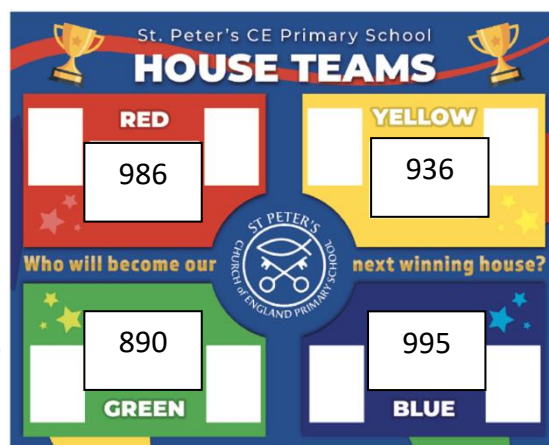 St. Peter's CE Primary School
HOUSE TEAMS
RED
986
YELLOW
936
Who will become our
ST PETER'S
CHURCH OF ENGLAND PRIMARY SCHOOL
next winning house?
890
GREEN
995
BLUE